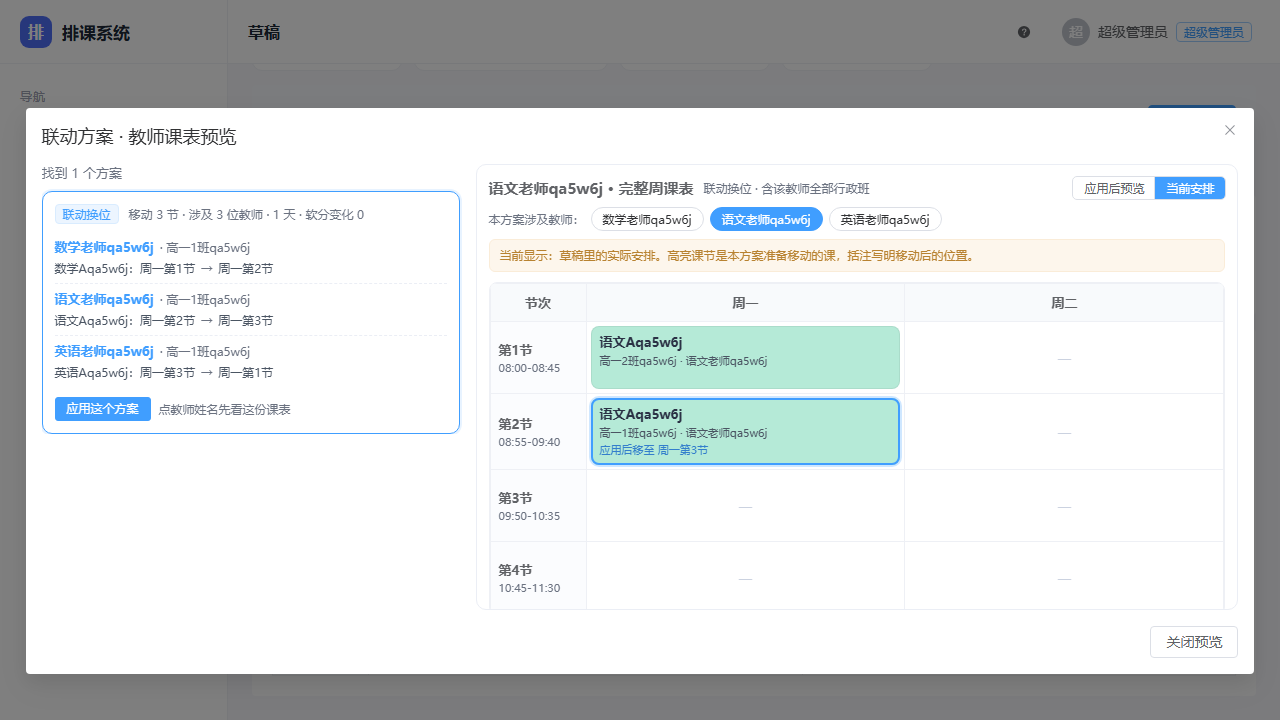 排 排课系统
草稿
超 超级管理员 超级管理员
导航
联动方案 · 教师课表预览
找到 1 个方案
联动换位 移动 3 节 · 涉及 3 位教师 · 1 天 · 软分变化 0
数学老师qa5w6j · 高一1班qa5w6j
数学Aqa5w6j：周一第1节 → 周一第2节
语文老师qa5w6j · 高一1班qa5w6j
语文Aqa5w6j：周一第2节 → 周一第3节
英语老师qa5w6j · 高一1班qa5w6j
英语Aqa5w6j：周一第3节 → 周一第1节
应用这个方案 点教师姓名先看这份课表
语文老师qa5w6j • 完整周课表 联动换位 · 含该教师全部行政班
应用后预览 当前安排
本方案涉及教师： 数学老师qa5w6j 语文老师qa5w6j 英语老师qa5w6j
当前显示：草稿里的实际安排。高亮课节是本方案准备移动的课，括注写明移动后的位置。
节次 周一 周二
第1节
08:00-08:45
语文Aqa5w6j
高一2班qa5w6j · 语文老师qa5w6j
—
第2节
08:55-09:40
语文Aqa5w6j
高一1班qa5w6j · 语文老师qa5w6j
应用后移至 周一第3节
—
第3节
09:50-10:35
— —
第4节
10:45-11:30
— —
关闭预览